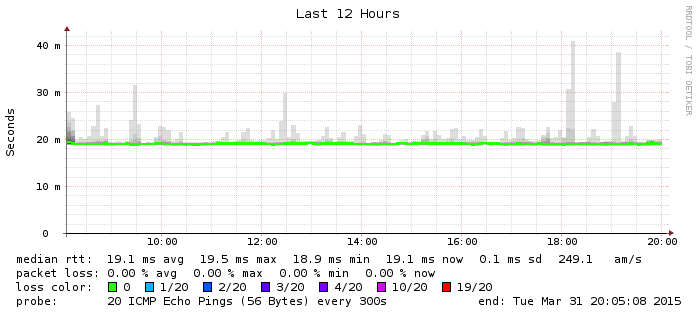 Last 12 Hours
RRDTOOL / TOBI OETIKER
Seconds
40 m
30 m
20 m
10 m
0
10:00 12:00 14:00 16:00 18:00 20:00
median rtt: 19.1 ms avg 19.5 ms max 18.9 ms min 19.1 ms now 0.1 ms sd 249.1 am/s
packet loss: 0.00 % avg 0.00 % max 0.00 % min 0.00 % now
loss color: 0 1/20 2/20 3/20 4/20 10/20 19/20
probe: 20 ICMP Echo Pings (56 Bytes) every 300s end: Tue Mar 31 20:05:08 2015